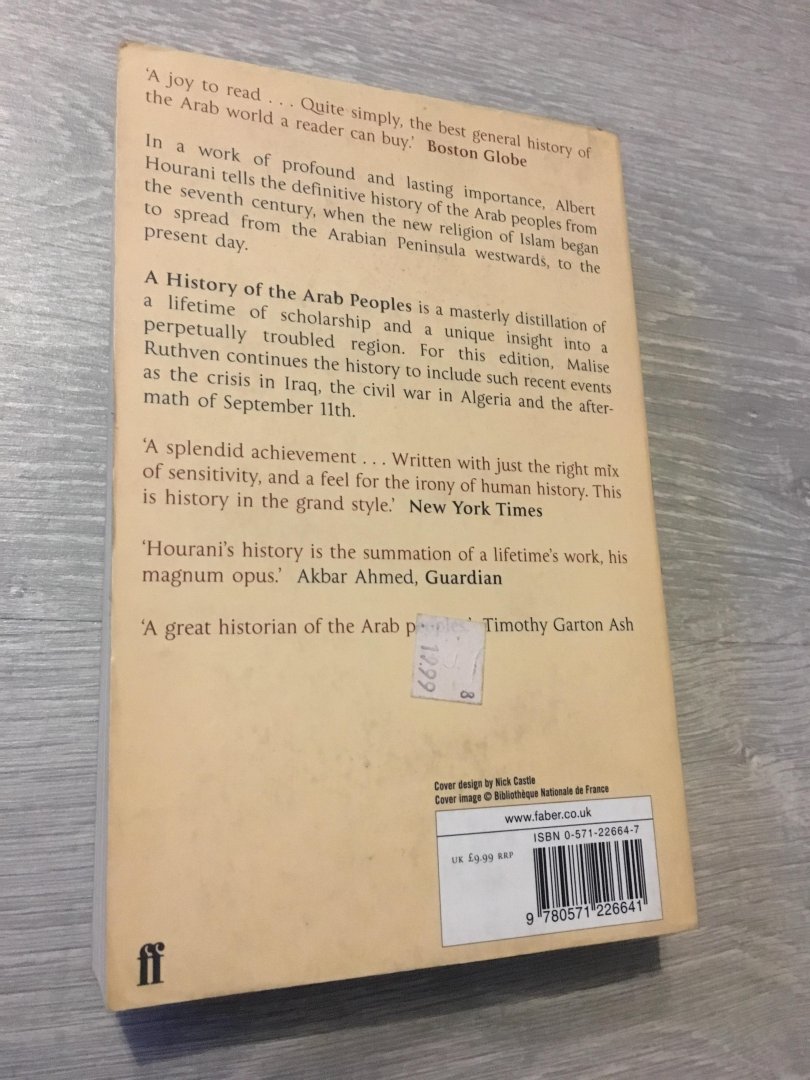 ‘A joy to read . . . Quite simply, the best general history of
the Arab world a reader can buy.’ Boston Globe
In a work of profound and lasting importance, Albert
Hourani tells the definitive history of the Arab peoples from
the seventh century, when the new religion of Islam began
to spread from the Arabian Peninsula westwards, to the
present day.
A History of the Arab Peoples is a masterly distillation of
a lifetime of scholarship and a unique insight into a
perpetually troubled region. For this edition, Malise
Ruthven continues the history to include such recent events
as the crisis in Iraq, the civil war in Algeria and the after-
math of September 11th.
‘A splendid achievement . . . Written with just the right mix
of sensitivity, and a feel for the irony of human history. This
is history in the grand style.’ New York Times
‘Hourani’s history is the summation of a lifetime’s work, his
magnum opus.’ Akbar Ahmed, Guardian
‘A great historian of the Arab peoples’ Timothy Garton Ash
8
12.99
Cover design by Nick Castle
Cover image © Bibliothèque Nationale de France
www.faber.co.uk
ISBN 0-571-22664-7
UK £9.99 RRP
9 780571 226641
ff